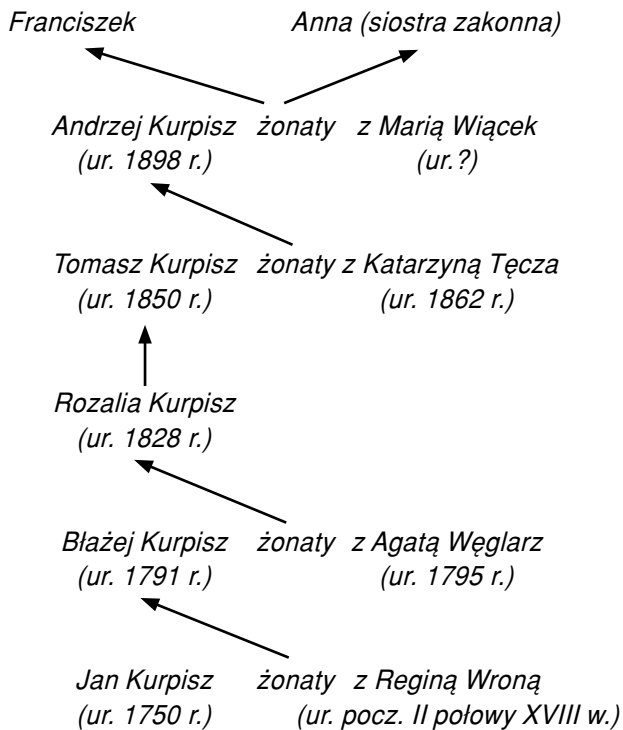 Franciszek Anna (siostra zakonna)
Andrzej Kurpisz żonaty z Marią Wiącek
(ur. 1898 r.) (ur.?)
Tomasz Kurpisz żonaty z Katarzyną Tęcza
(ur. 1850 r.) (ur. 1862 r.)
Rozalia Kurpisz
(ur. 1828 r.)
Błażej Kurpisz żonaty z Agatą Węglarz
(ur. 1791 r.) (ur. 1795 r.)
Jan Kurpisz żonaty z Reginą Wroną
(ur. 1750 r.) (ur. pocz. II połowy XVIII w.)